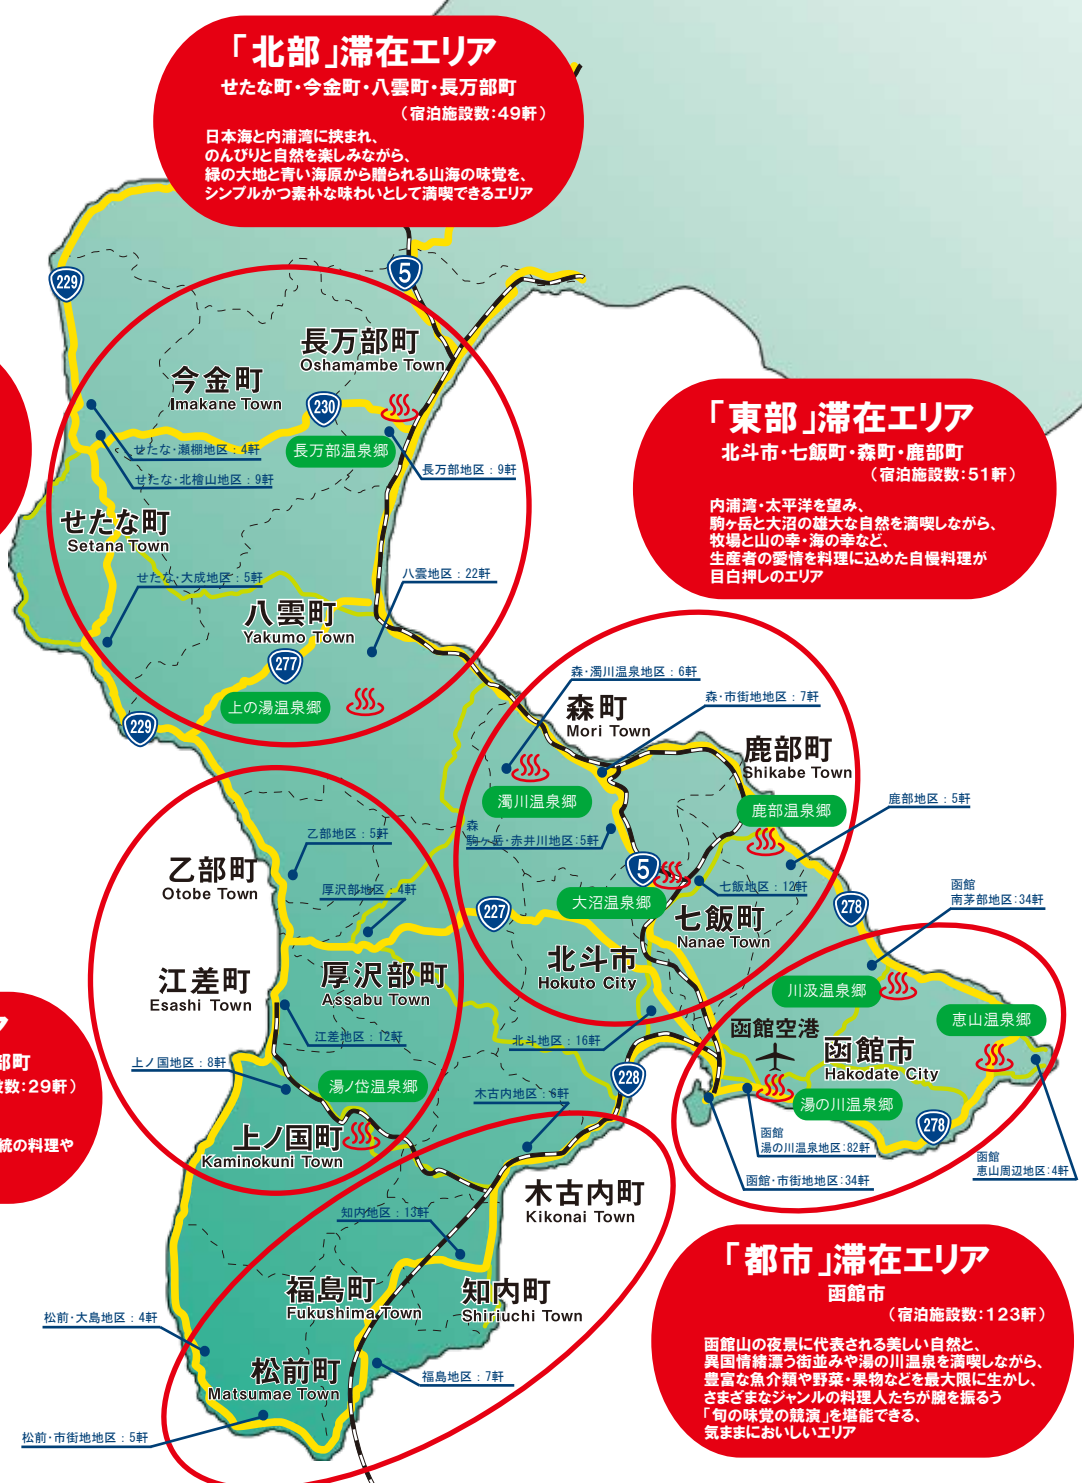 「北部」滞在エリア
せたな町・今金町・八雲町・長万部町
（宿泊施設数：49軒）
日本海と内浦湾に挟まれ、
のんびりと自然を楽しみながら、
緑の大地と青い海原から贈られる山海の味覚を、
シンプルかつ素朴な味わいとして満喫できるエリア
229
5
長万部町
Oshamambe Town
今金町
Imakane Town
230
せたな・瀬棚地区：4軒
長万部温泉郷
せたな・北檜山地区：9軒
長万部地区：9軒
せたな町
Setana Town
せたな・大成地区：5軒
八雲地区：22軒
八雲町
Yakumo Town
277
上の湯温泉郷
229
「東部」滞在エリア
北斗市・七飯町・森町・鹿部町
（宿泊施設数：51軒）
内浦湾・太平洋を望み、
駒ヶ岳と大沼の雄大な自然を満喫しながら、
牧場と山の幸・海の幸など、
生産者の愛情を料理に込めた自慢料理が
目白押しのエリア
森・濁川温泉地区：6軒
森・市街地地区：7軒
森町
Mori Town
鹿部町
Shikabe Town
濁川温泉郷
鹿部温泉郷
鹿部地区：5軒
森
駒ヶ岳・赤井川地区：5軒
5
七飯地区：12軒
大沼温泉郷
278
七飯町
Nanae Town
函館
南茅部地区：34軒
乙部地区：5軒
乙部町
Otobe Town
厚沢部地区：4軒
227
北斗市
Hokuto City
江差町
Esashi Town
厚沢部町
Assabu Town
川汲温泉郷
恵山温泉郷
函館空港
函館市
Hakodate City
江差地区：12軒
北斗地区：16軒
上ノ国地区：8軒
湯ノ岱温泉郷
228
木古内地区：6軒
湯の川温泉郷
278
上ノ国町
Kaminokuni Town
函館
湯の川温泉地区：82軒
函館
恵山周辺地区：4軒
函館・市街地地区：34軒
ア
部町
数：29軒）
統の料理や
木古内町
Kikonai Town
知内地区：13軒
福島町
Fukushima Town
知内町
Shiriuchi Town
松前・大島地区：4軒
松前町
Matsumae Town
福島地区：7軒
松前・市街地地区：5軒
「都市」滞在エリア
函館市
（宿泊施設数：123軒）
函館山の夜景に代表される美しい自然と、
異国情緒漂う街並みや湯の川温泉を満喫しながら、
豊富な魚介類や野菜・果物などを最大限に生かし、
さまざまなジャンルの料理人たちが腕を振るう
「旬の味覚の競演」を堪能できる、
気ままにおいしいエリア